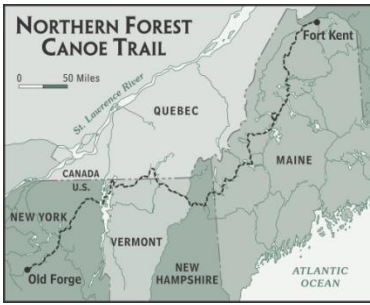 NORTHERN FOREST
CANOE TRAIL
0 50 Miles
St. Lawrence River
QUEBEC
Fort Kent
CANADA
U.S.
MAINE
NEW YORK
VERMONT
Old Forge
NEW
HAMPSHIRE
ATLANTIC
OCEAN